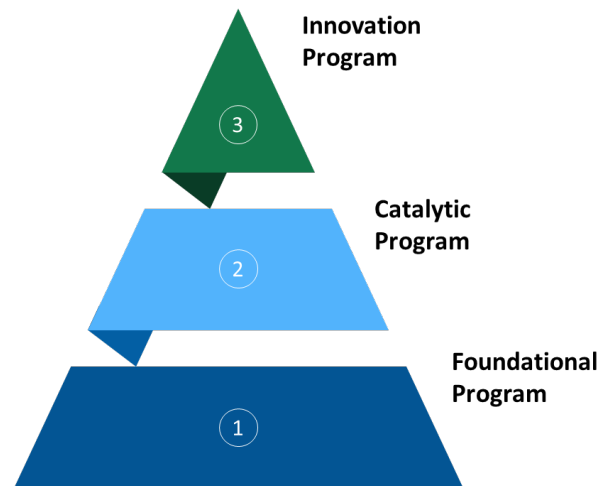 Innovation
Program
3
Catalytic
Program
2
Foundational
Program
1